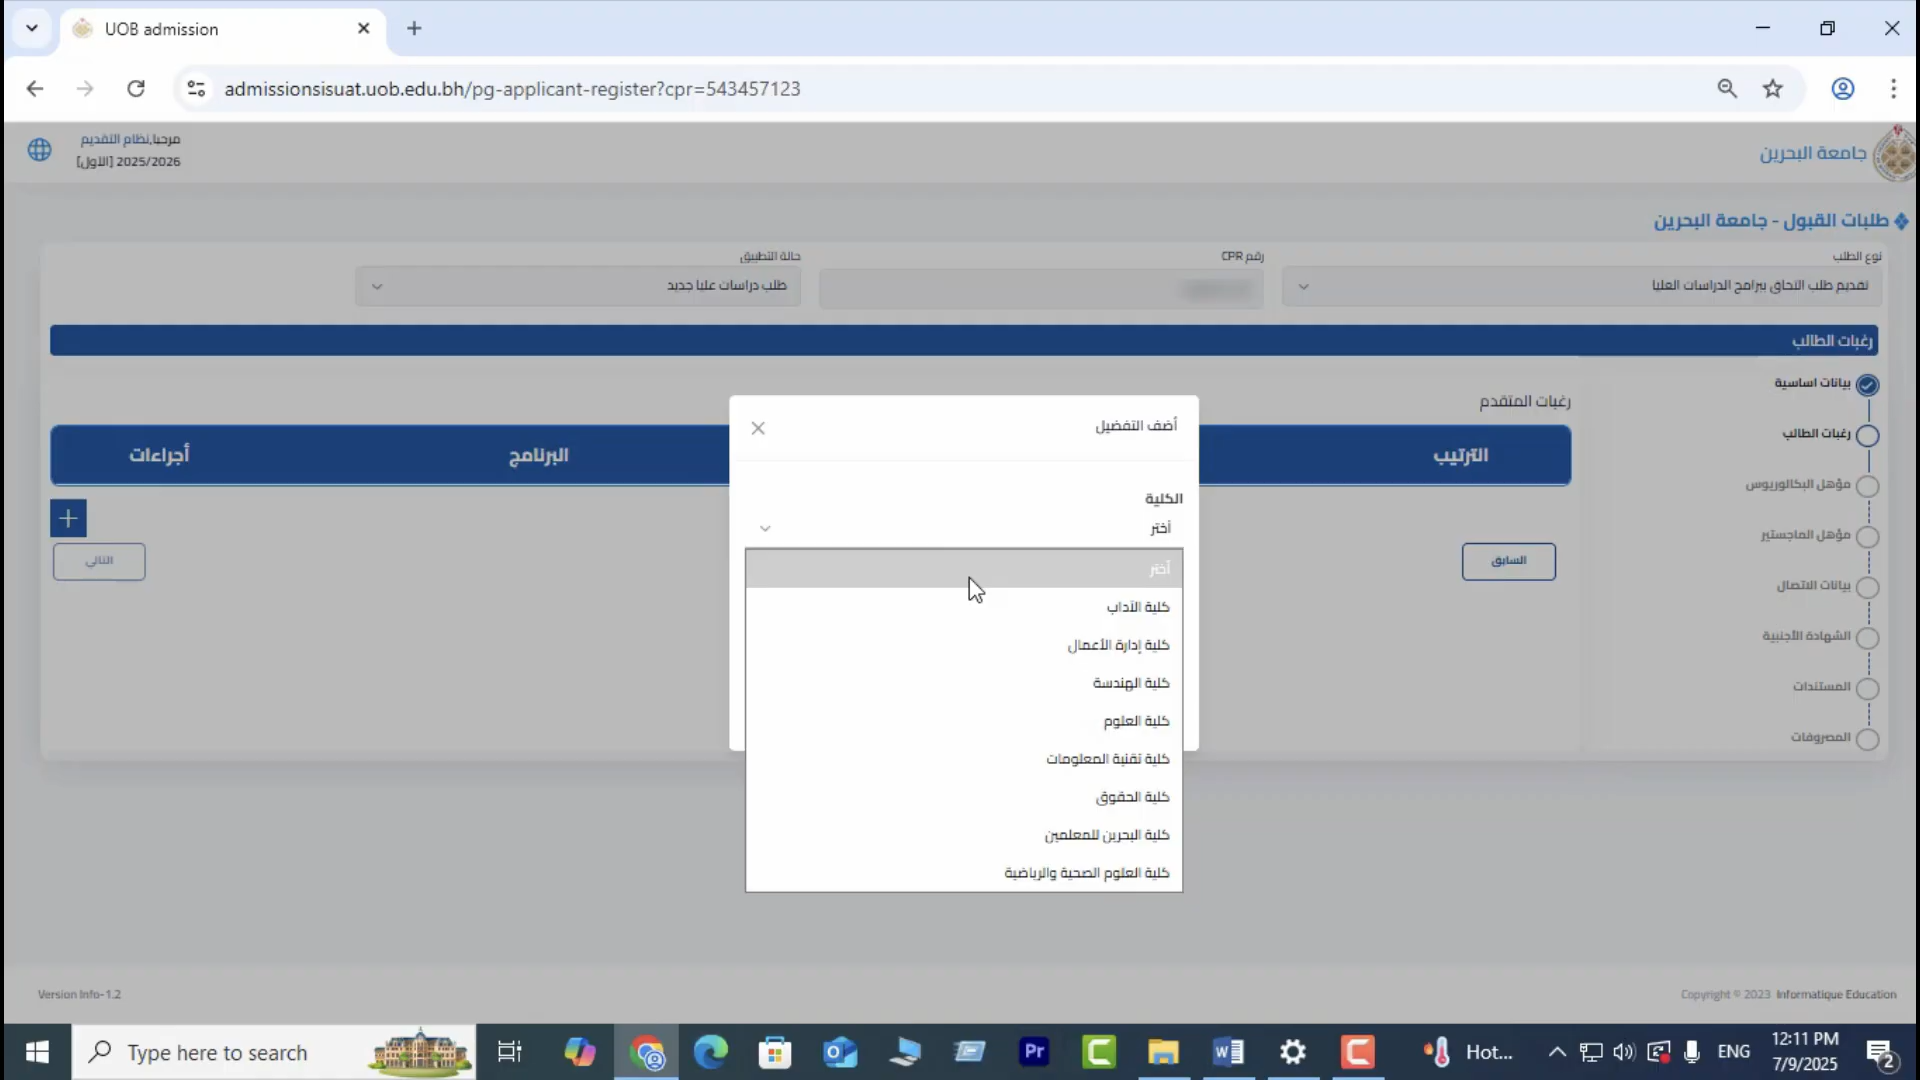 UOB admission
admissionsisuat.uob.edu.bh/pg-applicant-register?cpr=543457123
جامعة البحرين
مرحبا,نظام التقديم
2025/2026 [الأول]
طلبات القبول - جامعة البحرين
نوع الطلب
رقم CPR
حالة التطبيق
تقديم طلب التحاق ببرامج الدراسات العليا
طلب دراسات عليا جديد
رغبات الطالب
بيانات اساسية
رغبات الطالب
مؤهل البكالوريوس
مؤهل الماجستير
بيانات الاتصال
الشهادة الأجنبية
المستندات
المصروفات
رغبات المتقدم
الترتيب
البرنامج
أجراءات
السابق
التالي
أضف التفضيل
الكلية
أختر
أختر
كلية الآداب
كلية إدارة الأعمال
كلية الهندسة
كلية العلوم
كلية تقنية المعلومات
كلية الحقوق
كلية البحرين للمعلمين
كلية العلوم الصحية والرياضية
Version Info-1.2
Copyright © 2023 Informatique Education
Type here to search
Hot...
ENG
12:11 PM
7/9/2025
2